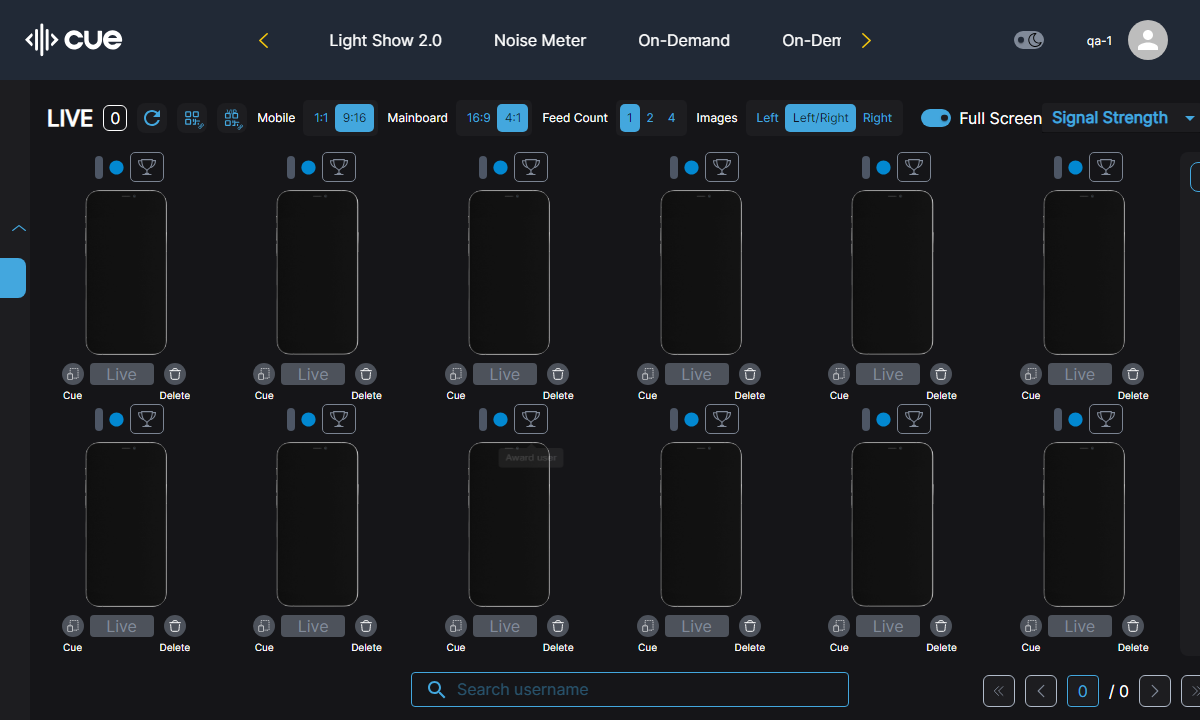 cue
Light Show 2.0 Noise Meter On-Demand On-Dem
qa-1
LIVE 0 Mobile 1:1 9:16 Mainboard 16:9 4:1 Feed Count 1 2 4 Images Left Left/Right Right Full Screen Signal Strength
Live Live Live Live Live Live
Cue Delete Cue Delete Cue Delete Cue Delete Cue Delete Cue Delete
Award user
Live Live Live Live Live Live
Cue Delete Cue Delete Cue Delete Cue Delete Cue Delete Cue Delete
Search username
0 / 0